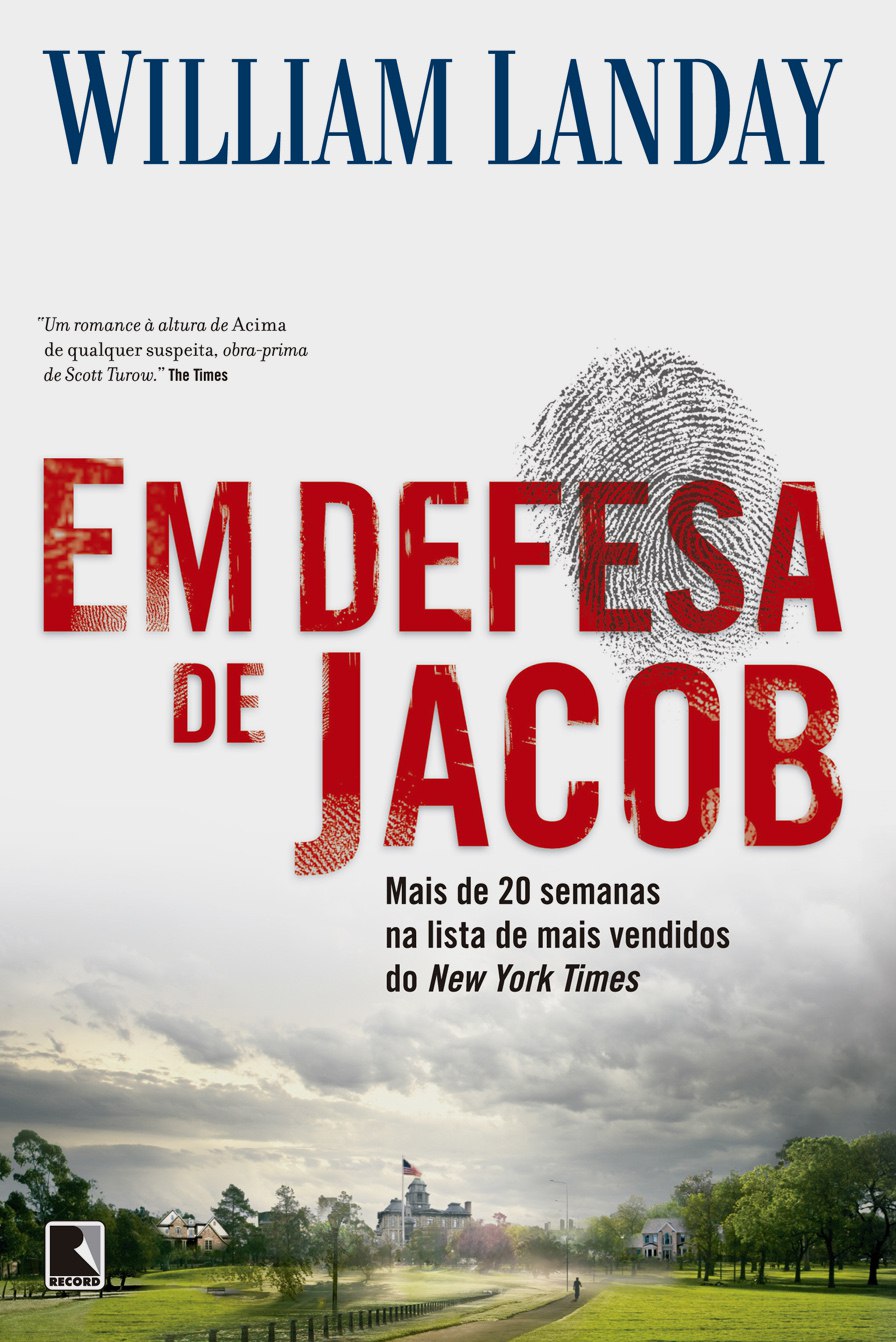 WILLIAM LANDAY
"Um romance à altura de Acima
de qualquer suspeita, obra-prima
de Scott Turow." The Times
EM DEFESA
DE JACOB
Mais de 20 semanas
na lista de mais vendidos
do New York Times
RECORD